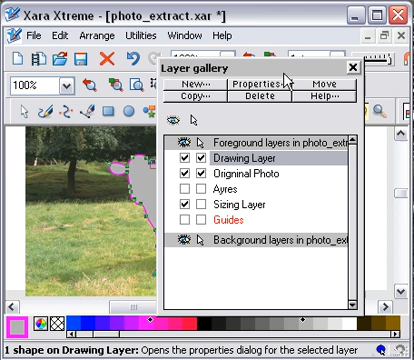 Xara Xtreme - [photo_extract.xar *]
File Edit Arrange Utilities Window Help
100%
Layer gallery
New... Properties... Move
Copy... Delete Help...
100%
Foreground layers in photo_extr
Drawing Layer
Origninal Photo
Ayres
Sizing Layer
Guides
Background layers in photo_ext
1 shape on Drawing Layer: Opens the properties dialog for the selected layer